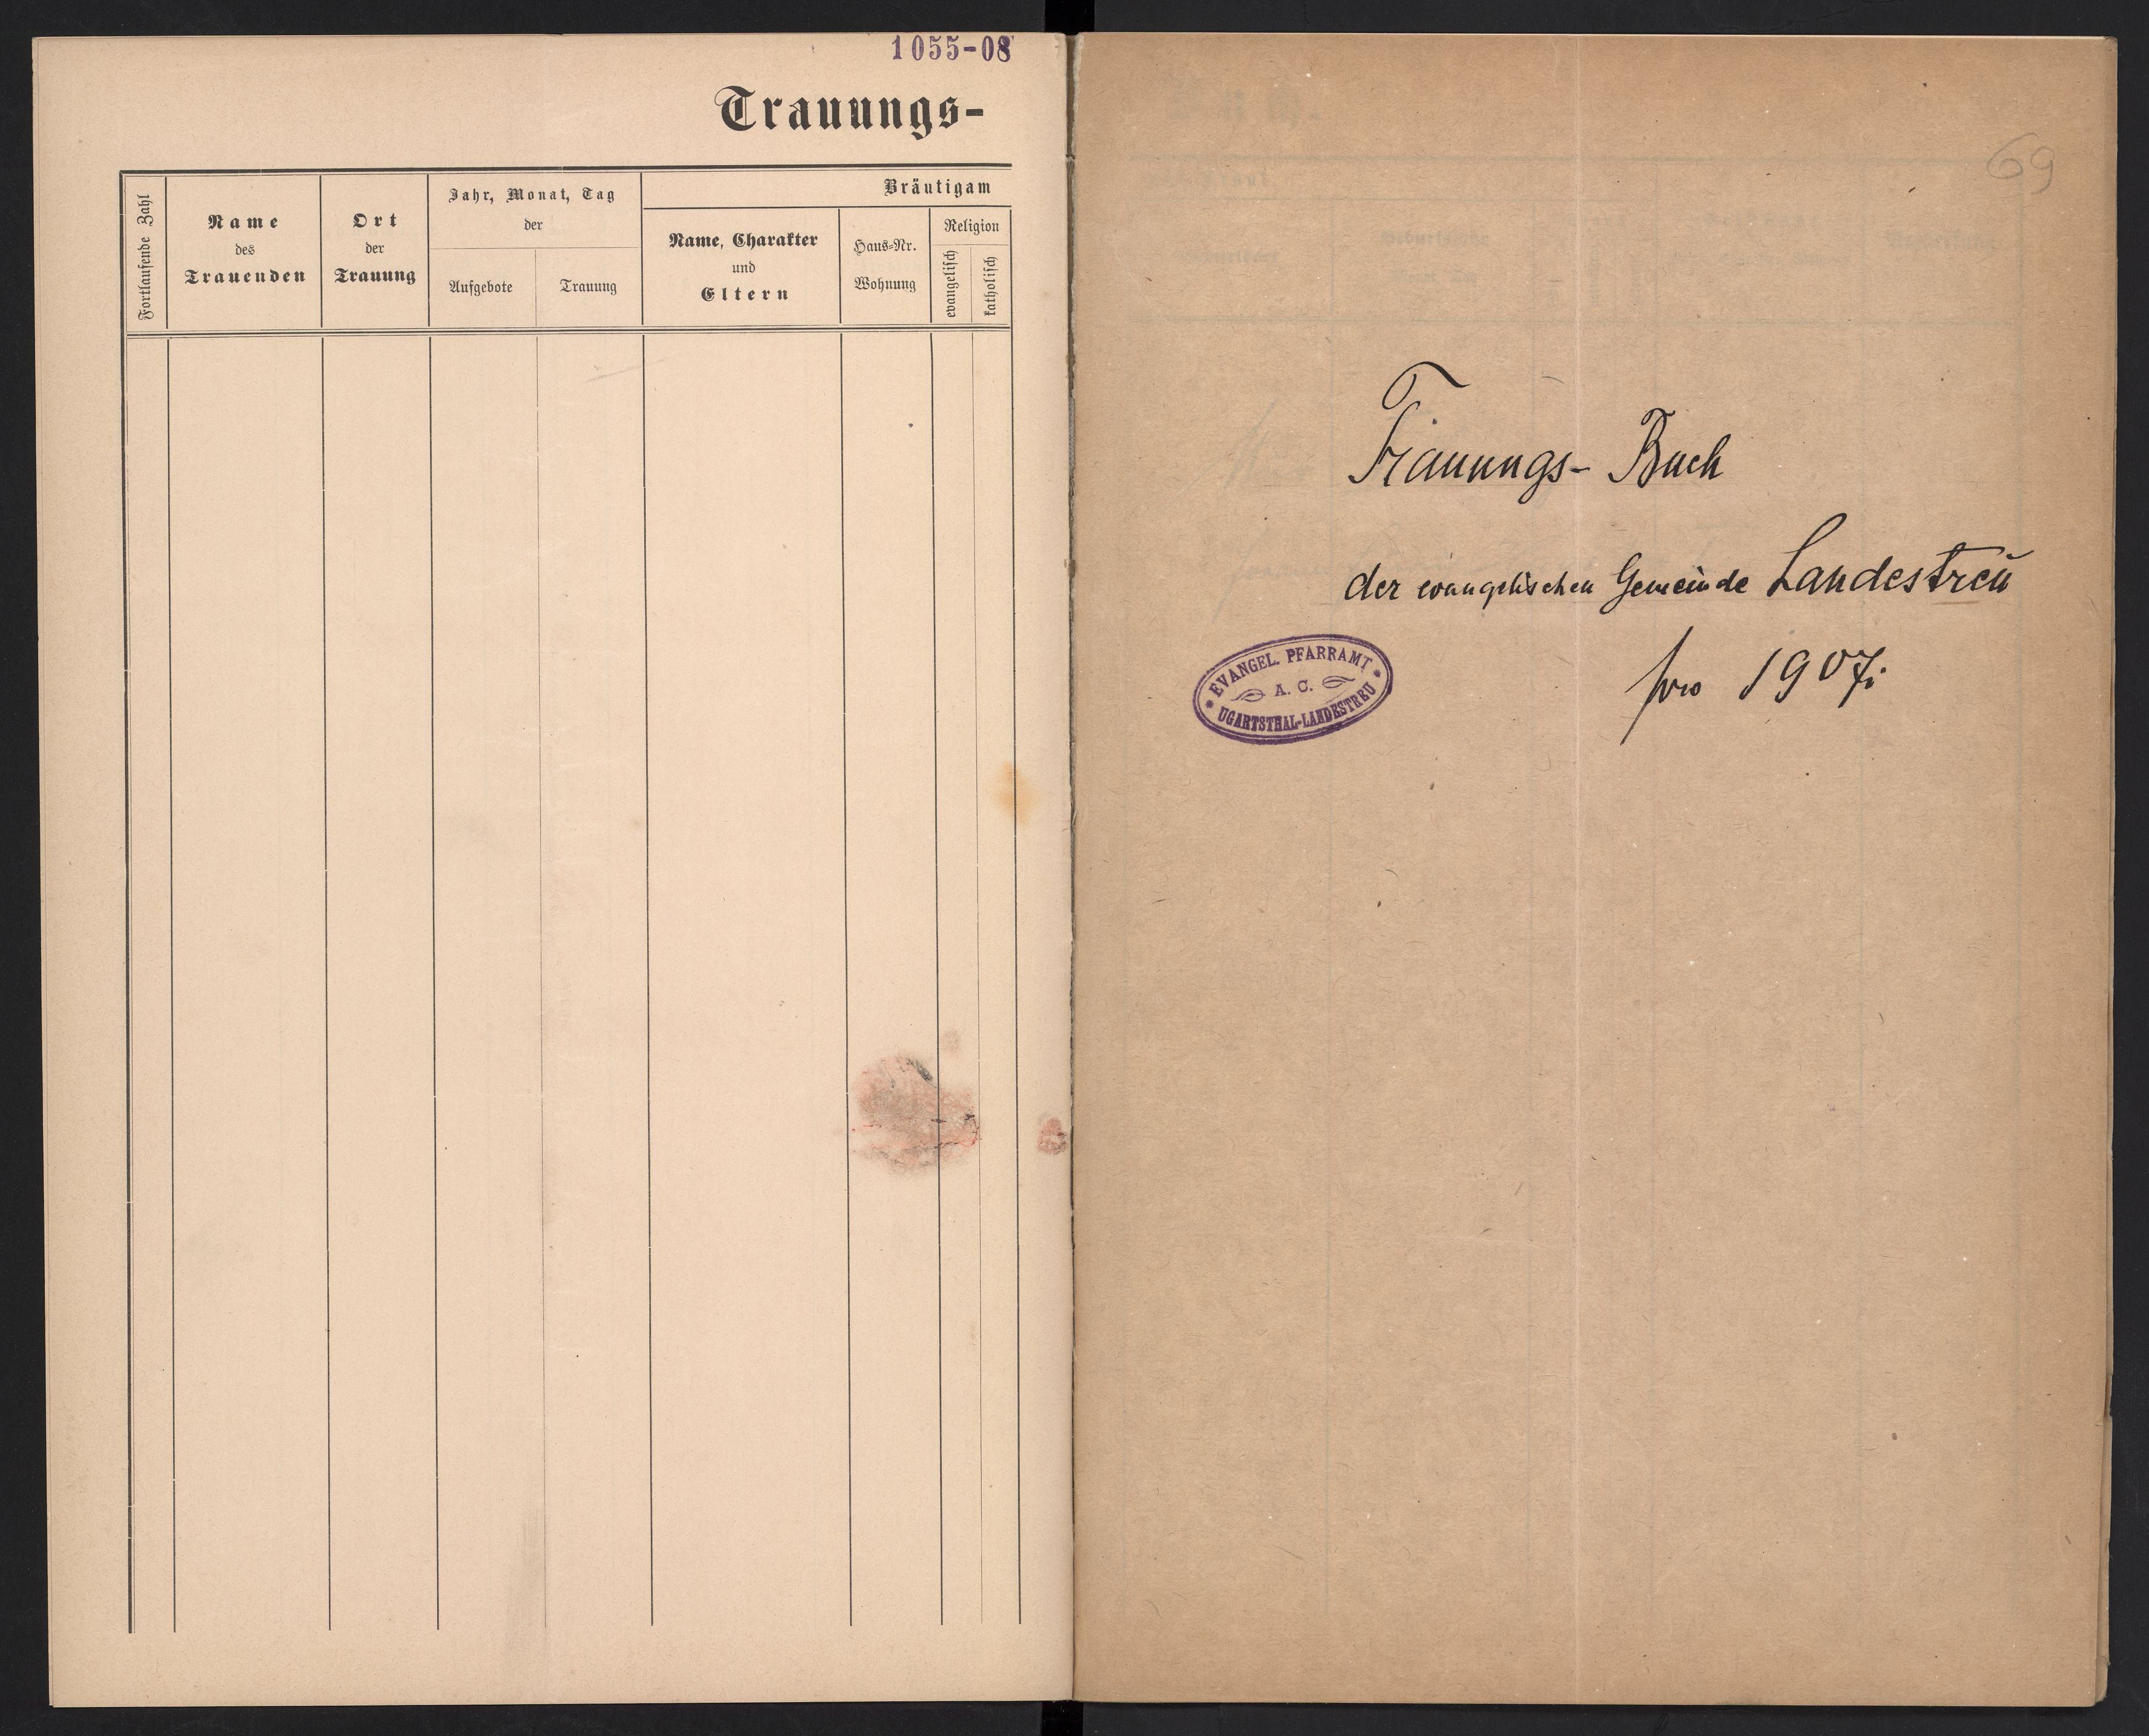 1055-08
Trauungs-
Fortlaufende Zahl
Name
des
Trauenden
Ort
der
Trauung
Jahr, Monat, Tag
der
Aufgebote
Trauung
Bräutigam
Name, Charakter
und
Eltern
Haus-Nr.
Wohnung
Religion
evangelisch
katholisch
69
Trauungs- Buch
der evangelischen Gemeinde Landestreu
pro 1907.
EVANGEL. PFARRAMT
A. C.
UGARTSTHAL-LANDESTREU